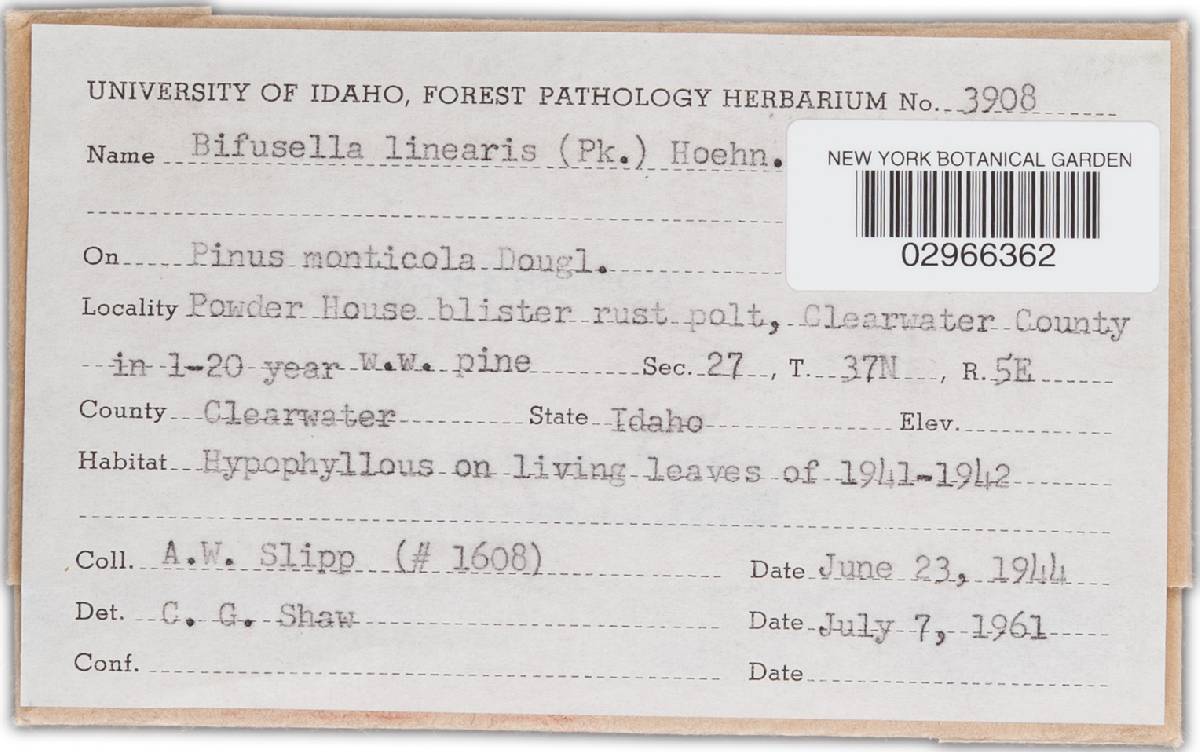 UNIVERSITY OF IDAHO, FOREST PATHOLOGY HERBARIUM No. 3908
Name Bifusella linearis (Pk.) Hoehn.
NEW YORK BOTANICAL GARDEN
02966362
On Pinus monticola Dougl.
Locality Powder House blister rust polt, Clearwater County
in 1-20 year W.W. pine Sec. 27, T. 37N, R. 5E
County Clearwater State Idaho Elev.
Habitat Hypophyllous on living leaves of 1941-1942
Coll. A.W. Slipp (# 1608) Date June 23, 1944
Det. C. G. Shaw Date July 7, 1961
Conf. Date